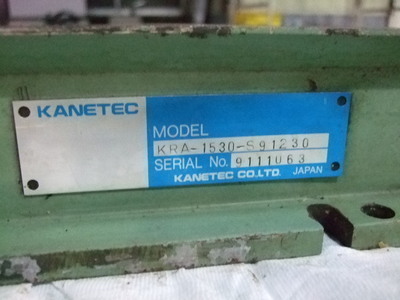 KANETEC
MODEL
KRA-1530-S91230
SERIAL No. 9111063
KANETEC CO.LTD. JAPAN